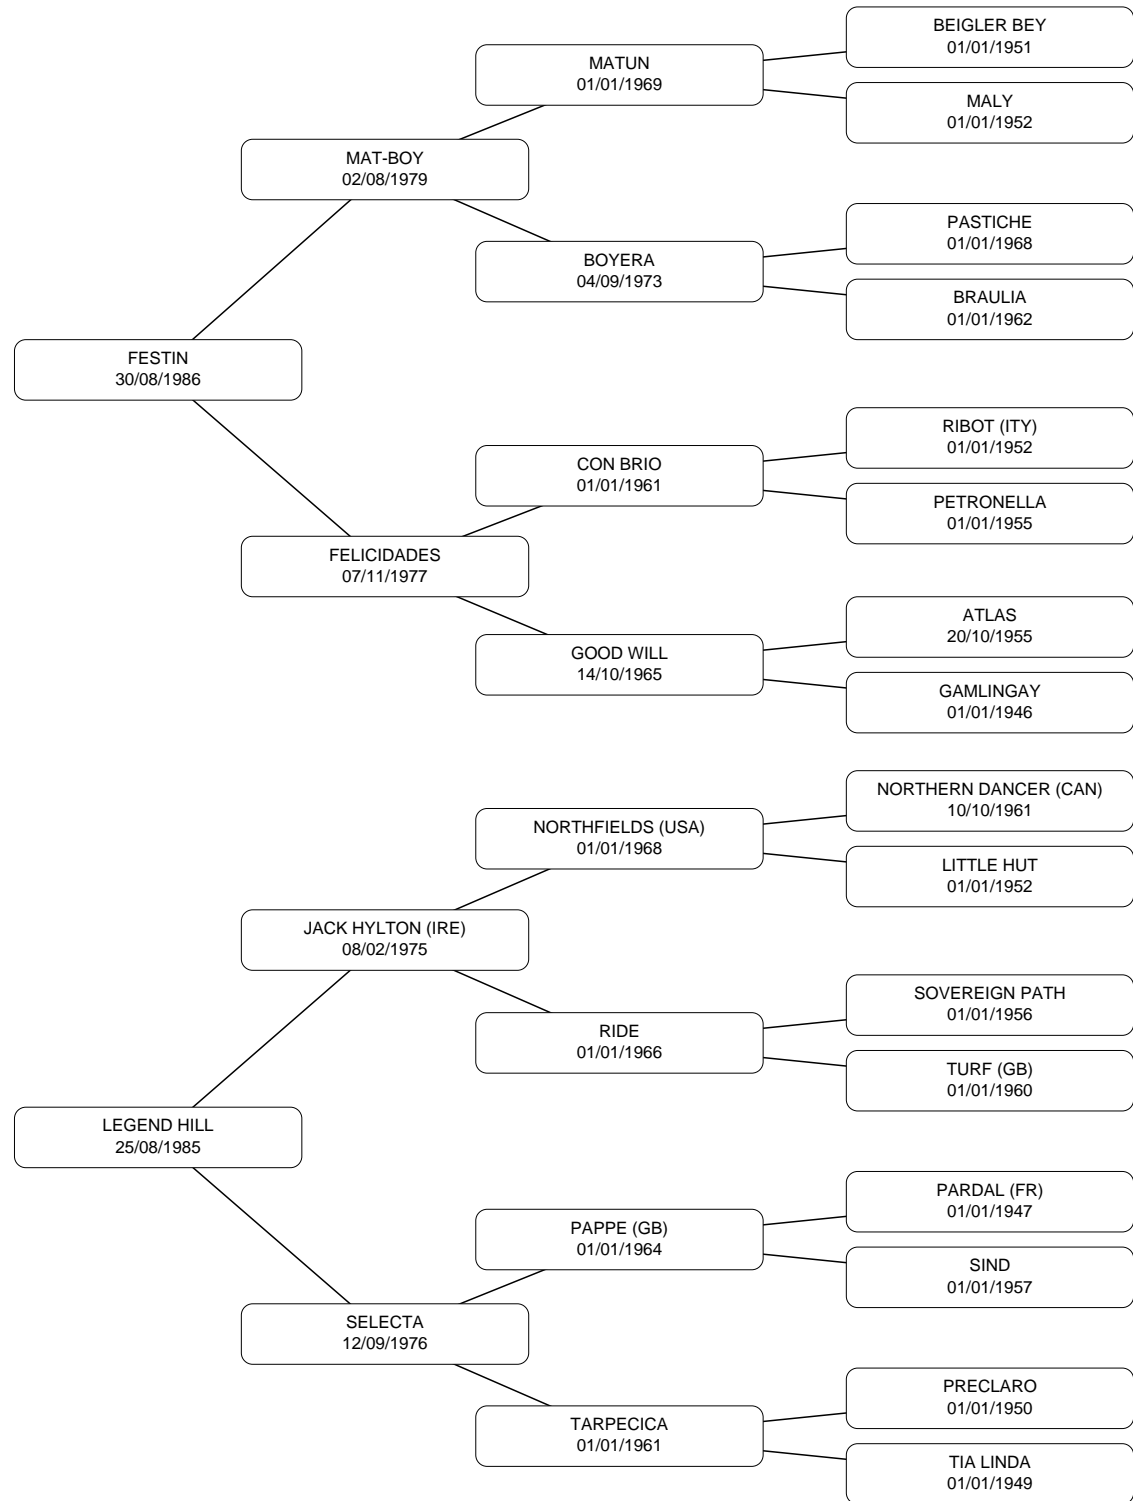 BEIGLER BEY
01/01/1951
MATUN
01/01/1969
MALY
01/01/1952
MAT-BOY
02/08/1979
PASTICHE
01/01/1968
BOYERA
04/09/1973
BRAULIA
01/01/1962
FESTIN
30/08/1986
RIBOT (ITY)
01/01/1952
CON BRIO
01/01/1961
PETRONELLA
01/01/1955
FELICIDADES
07/11/1977
ATLAS
20/10/1955
GOOD WILL
14/10/1965
GAMLINGAY
01/01/1946
NORTHERN DANCER (CAN)
10/10/1961
NORTHFIELDS (USA)
01/01/1968
LITTLE HUT
01/01/1952
JACK HYLTON (IRE)
08/02/1975
SOVEREIGN PATH
01/01/1956
RIDE
01/01/1966
TURF (GB)
01/01/1960
LEGEND HILL
25/08/1985
PARDAL (FR)
01/01/1947
PAPPE (GB)
01/01/1964
SIND
01/01/1957
SELECTA
12/09/1976
PRECLARO
01/01/1950
TARPECICA
01/01/1961
TIA LINDA
01/01/1949